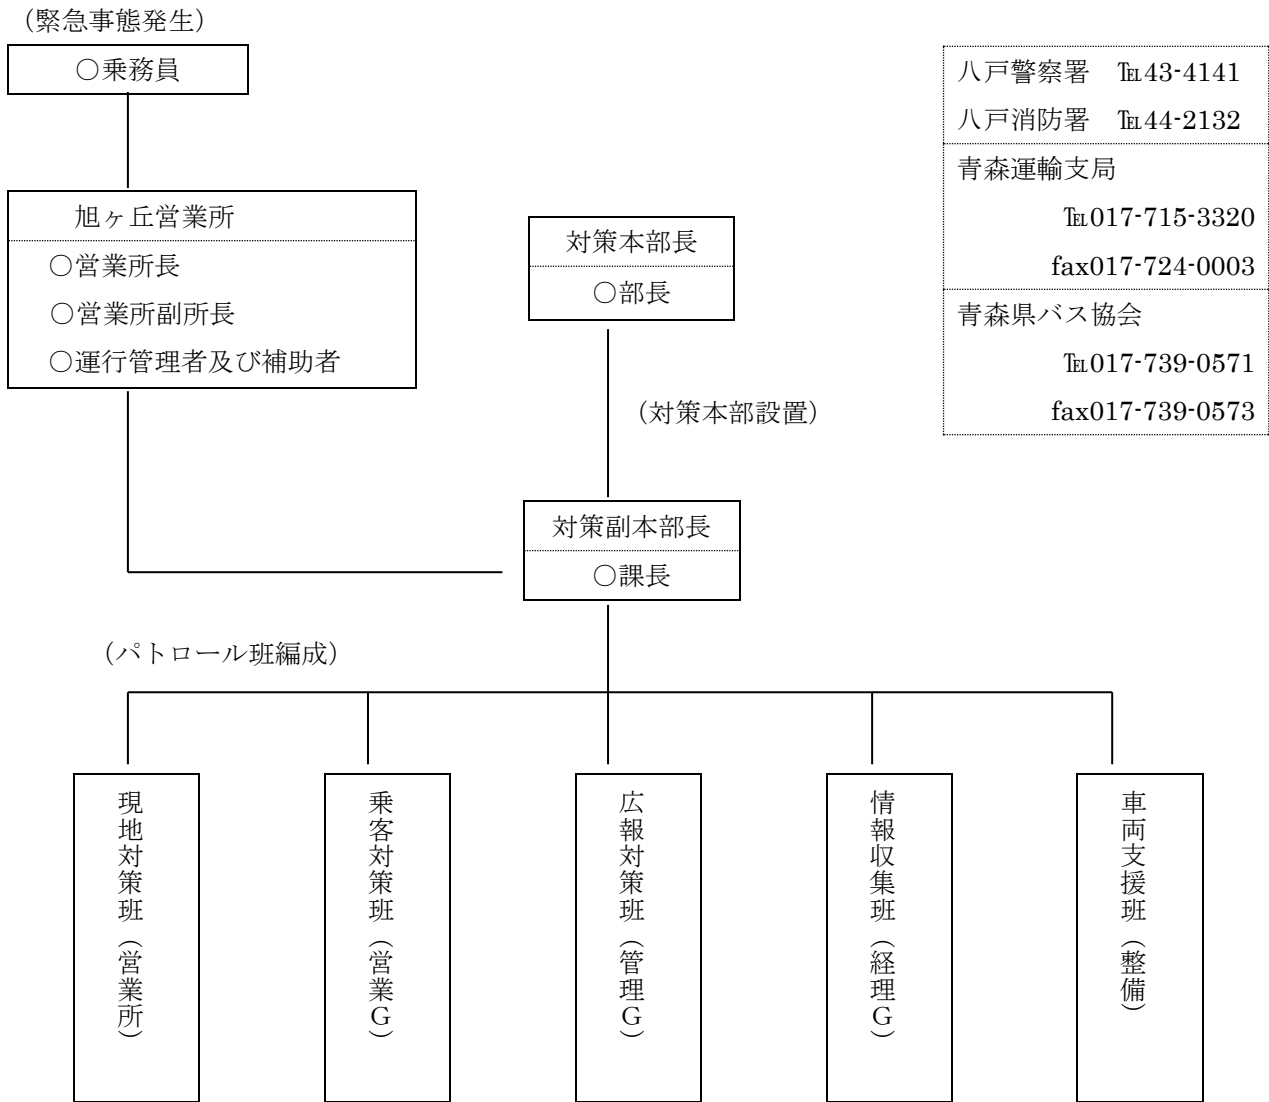 （緊急事態発生）
○乗務員
旭ヶ丘営業所
○営業所長
○営業所副所長
○運行管理者及び補助者
対策本部長
○部長
（対策本部設置）
八戸警察署　℡43-4141
八戸消防署　℡44-2132
青森運輸支局
℡017-715-3320
fax017-724-0003
青森県バス協会
℡017-739-0571
fax017-739-0573
対策副本部長
○課長
（パトロール班編成）
現地対策班（営業所）
乗客対策班（営業G）
広報対策班（管理G）
情報収集班（経理G）
車両支援班（整備）